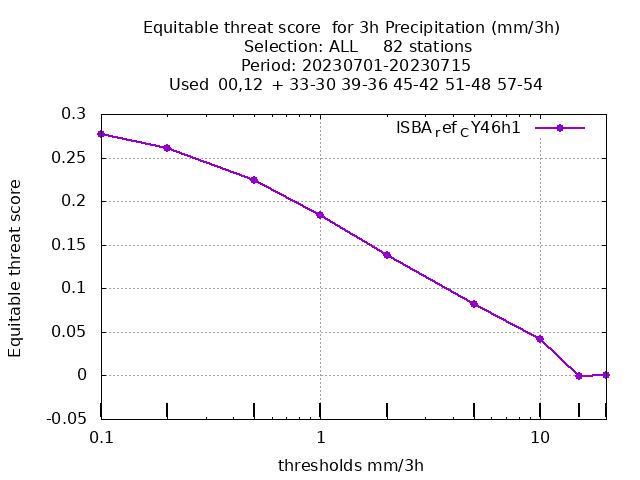 Equitable threat score  for 3h Precipitation (mm/3h)
Selection: ALL     82 stations
Period: 20230701-20230715
Used  00,12  + 33-30 39-36 45-42 51-48 57-54
ISBArefCY46h1
0.3
0.25
0.2
0.15
0.1
0.05
0
-0.05
Equitable threat score
0.1
1
10
thresholds mm/3h